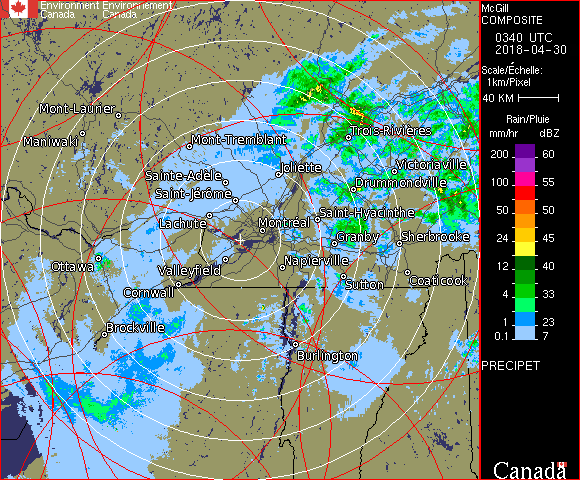 Environment Environnement
Canada Canada
McGill
COMPOSITE
0340 UTC
2018-04-30
Scale/Échelle:
1km/Pixel
40 KM
Rain/Pluie
mm/hr dBZ
200 60
100 55
50 50
24 45
12 40
4 33
1 23
0.1 7
PRECIPET
Canada
Mont-Laurier
Maniwaki
Mont-Tremblant
Trois-Rivières
Joliette
Victoriaville
Sainte-Adèle
Drummondville
Saint-Jérôme
Saint-Hyacinthe
Lachute
Montréal
Granby
Sherbrooke
Ottawa
Valleyfield
Napierville
Coaticook
Sutton
Cornwall
Brockville
Burlington